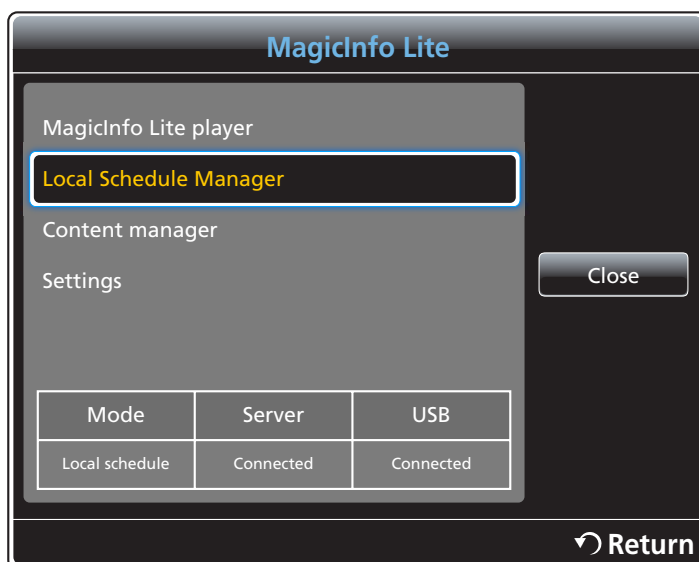 MagicInfo Lite
MagicInfo Lite player
Local Schedule Manager
Content manager
Settings
Close
Mode Server USB
Local schedule Connected Connected
Return